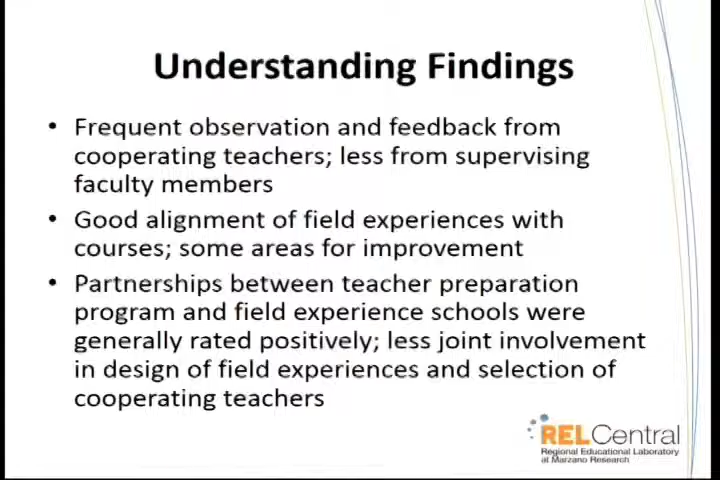 Understanding Findings
• Frequent observation and feedback from
cooperating teachers; less from supervising
faculty members
• Good alignment of field experiences with
courses; some areas for improvement
• Partnerships between teacher preparation
program and field experience schools were
generally rated positively; less joint involvement
in design of field experiences and selection of
cooperating teachers
RELCentral
Regional Educational Laboratory
at Marzano Research